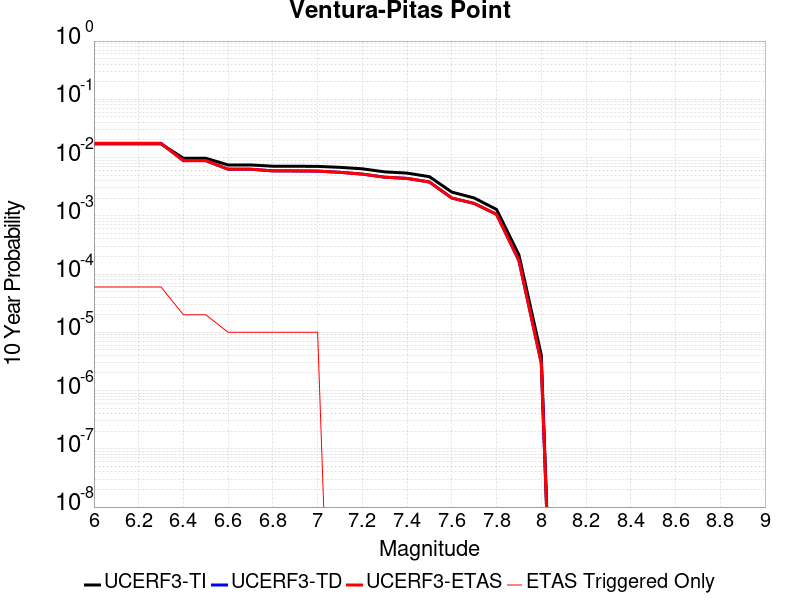 Ventura-Pitas Point
10^0
10^-1
10^-2
10^-3
10^-4
10^-5
10^-6
10^-7
10^-8
10 Year Probability
6 6.2 6.4 6.6 6.8 7 7.2 7.4 7.6 7.8 8 8.2 8.4 8.6 8.8 9
Magnitude
UCERF3-TI UCERF3-TD UCERF3-ETAS ETAS Triggered Only